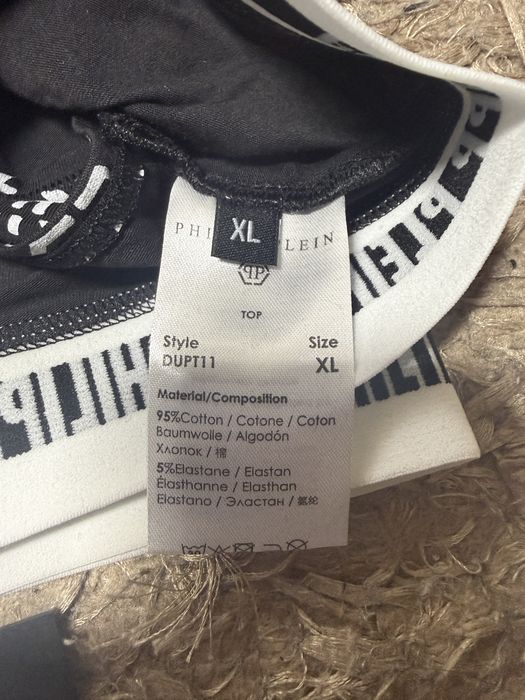 XL
PHI LEIN
TOP
Style Size
DUPT11 XL
Material/Composition
95%Cotton / Cotone / Coton
Baumwolle / Algodón
Хлопок / 棉
5%Elastane / Elastan
Élasthanne / Elasthan
Elastano / Эластан / 氨纶